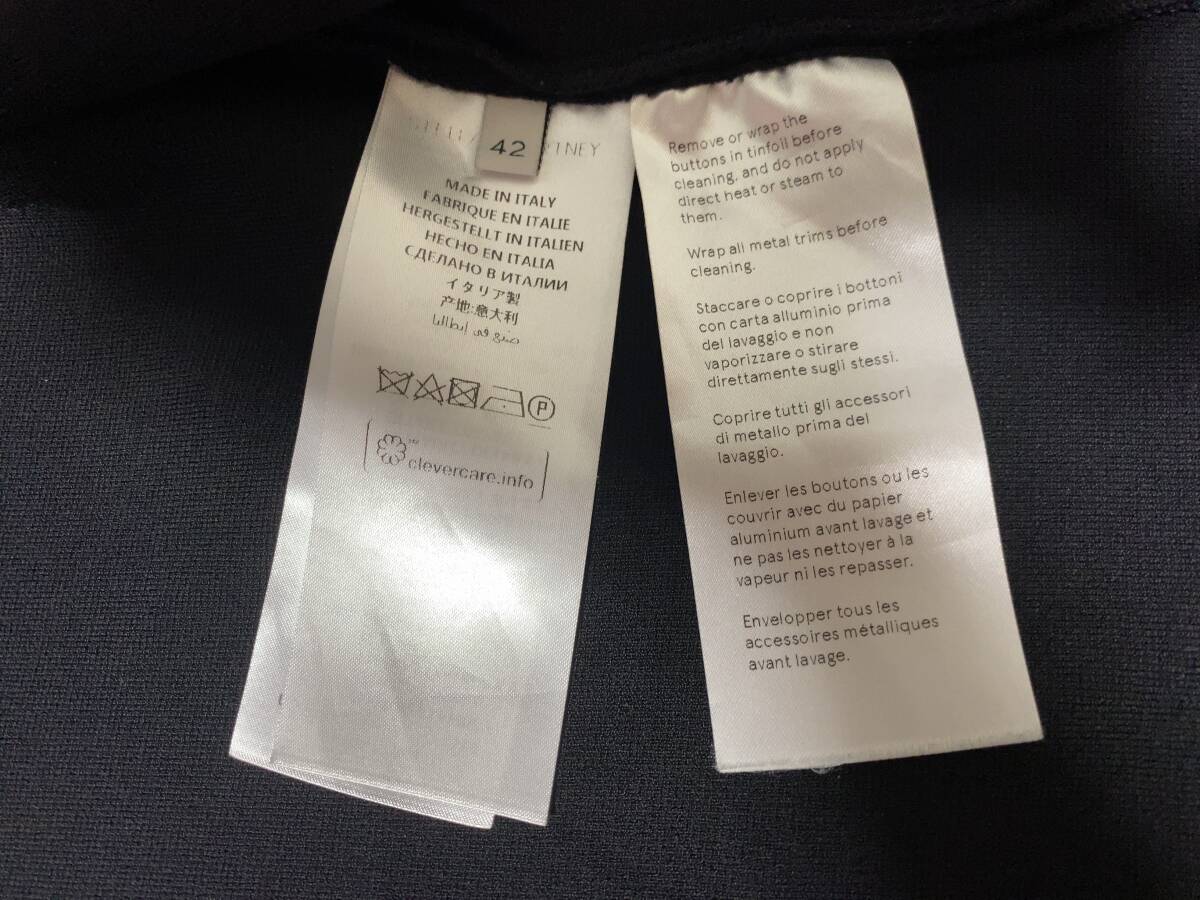 42
MADE IN ITALY
FABRIQUE EN ITALIE
HERGESTELLT IN ITALIEN
HECHO EN ITALIA
СДЕЛАНО В ИТАЛИИ
イタリア製
产地:意大利
صنع في إيطاليا
P
clevercare.info
Remove or wrap the
buttons in tinfoil before
cleaning, and do not apply
direct heat or steam to
them.
Wrap all metal trims before
cleaning.
Staccare o coprire i bottoni
con carta alluminio prima
del lavaggio e non
vaporizzare o stirare
direttamente sugli stessi.
Coprire tutti gli accessori
di metallo prima del
lavaggio.
Enlever les boutons ou les
couvrir avec du papier
aluminium avant lavage et
ne pas les nettoyer à la
vapeur ni les repasser.
Envelopper tous les
accessoires métalliques
avant lavage.